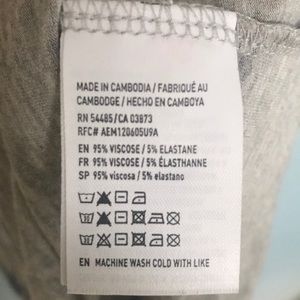 MADE IN CAMBODIA / FABRIQUÉ AU
CAMBODGE / HECHO EN CAMBOYA
RN 54485/CA 03873
RFC# AEM120605U9A
EN 95% VISCOSE / 5% ELASTANE
FR 95% VISCOSE / 5% ÉLASTHANNE
SP 95% viscosa / 5% elastano
EN MACHINE WASH COLD WITH LIKE